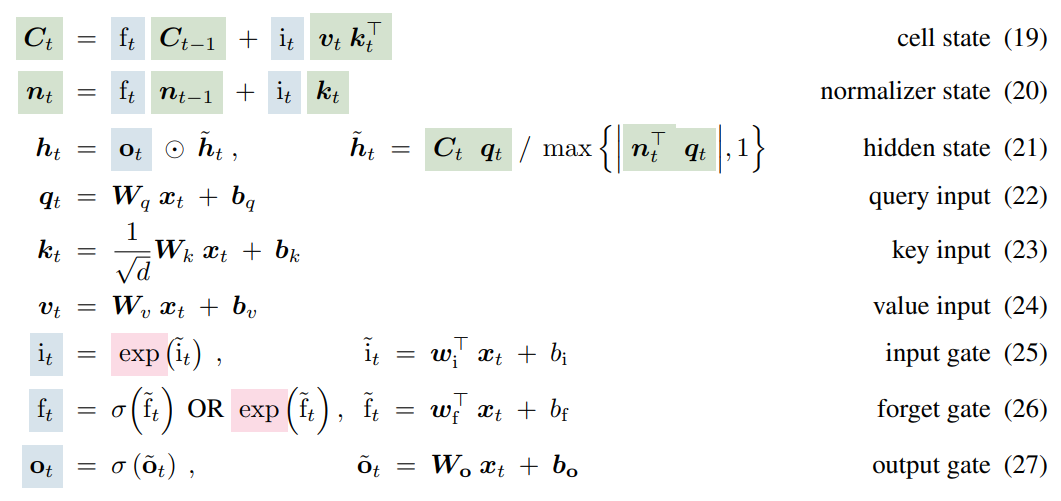 C_t = f_t C_{t−1} + i_t v_t k_t^⊤ cell state (19)
n_t = f_t n_{t−1} + i_t k_t normalizer state (20)
h_t = o_t ⊙ h̃_t , h̃_t = C_t q_t / max{|n_t^⊤ q_t|, 1} hidden state (21)
q_t = W_q x_t + b_q query input (22)
k_t = \frac{1}{\sqrt{d}} W_k x_t + b_k key input (23)
v_t = W_v x_t + b_v value input (24)
i_t = exp(ĩ_t) , ĩ_t = w_i^⊤ x_t + b_i input gate (25)
f_t = σ(f̃_t) OR exp(f̃_t) , f̃_t = w_f^⊤ x_t + b_f forget gate (26)
o_t = σ(õ_t) , õ_t = W_o x_t + b_o output gate (27)